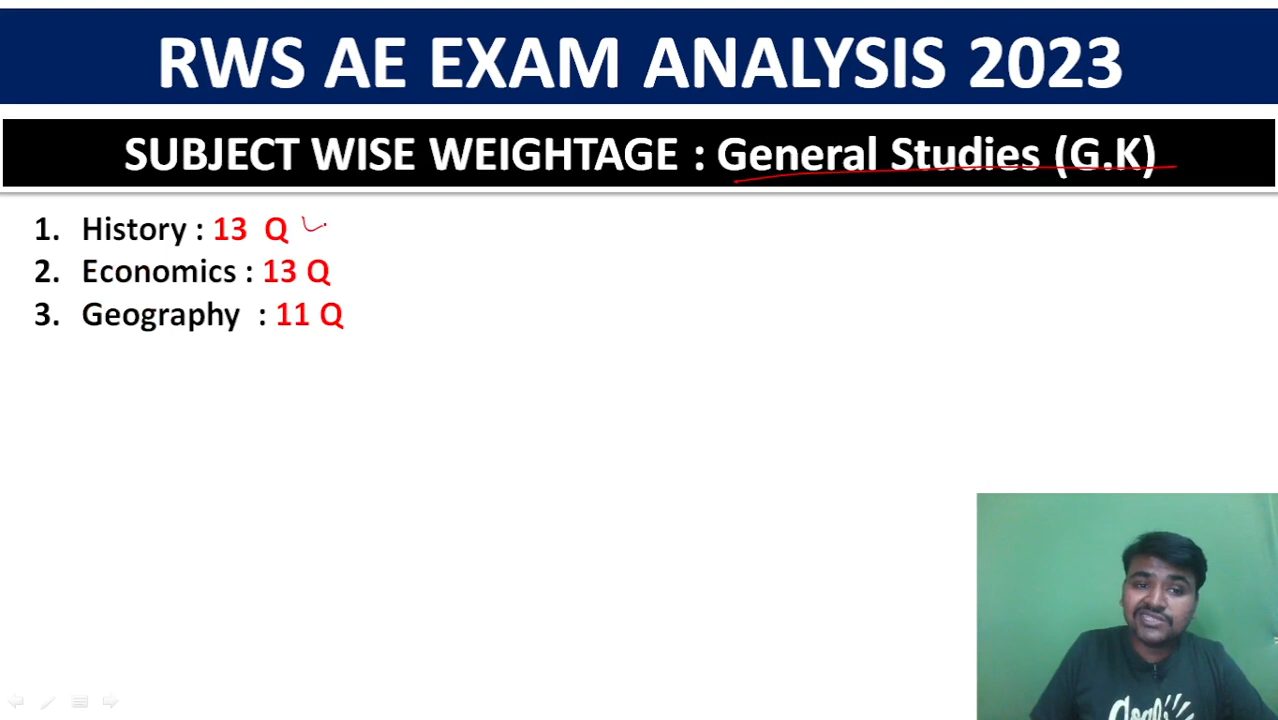 RWS AE EXAM ANALYSIS 2023
SUBJECT WISE WEIGHTAGE : General Studies (G.K)
1. History : 13 Q
2. Economics : 13 Q
3. Geography : 11 Q
Goal